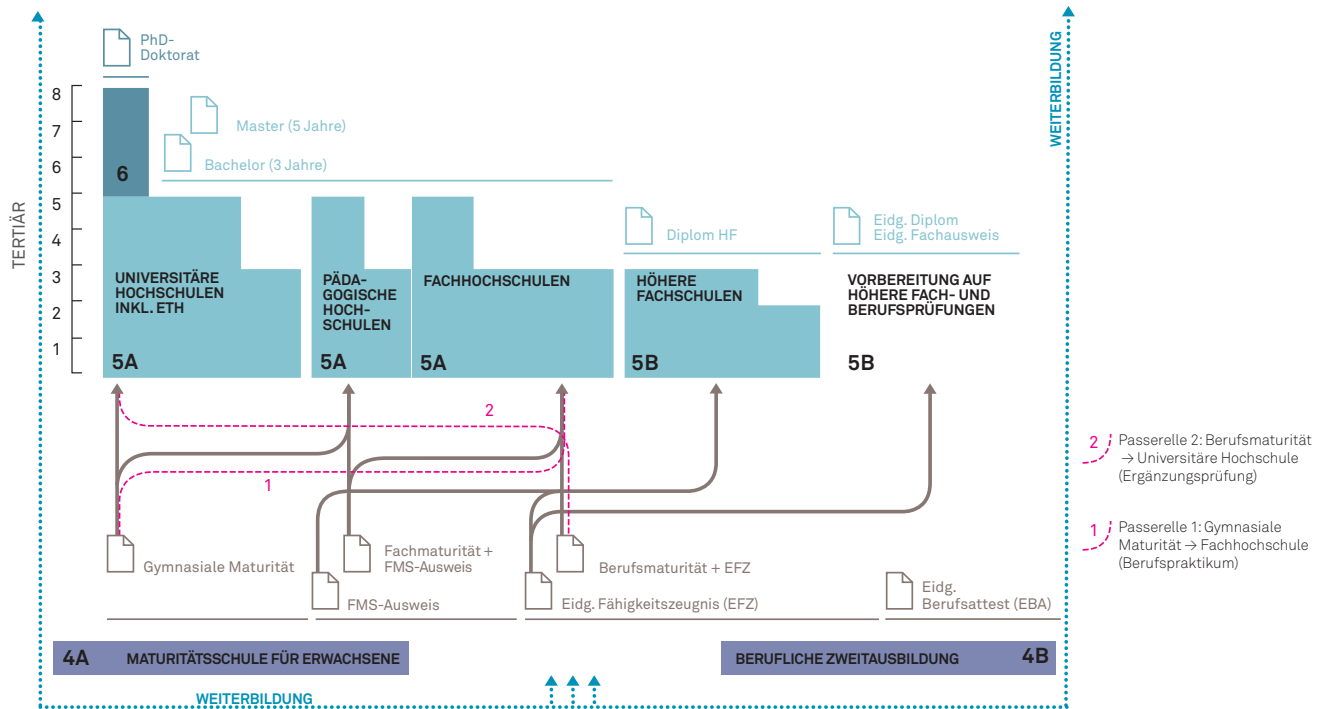 PhD-
Doktorat
WEITERBILDUNG
TERTIÄR
8
7
6
5
4
3
2
1
Master (5 Jahre)
Bachelor (3 Jahre)
6
Diplom HF
Eidg. Diplom
Eidg. Fachausweis
UNIVERSITÄRE
HOCHSCHULEN
INKL. ETH
5A
PÄDA-
GOGISCHE
HOCH-
SCHULEN
5A
FACHHOCHSCHULEN
5A
HÖHERE
FACHSCHULEN
5B
VORBEREITUNG AUF
HÖHERE FACH- UND
BERUFSPRÜFUNGEN
5B
2
1
2 Passerelle 2: Berufsmaturität
→ Universitäre Hochschule
(Ergänzungsprüfung)
1 Passerelle 1: Gymnasiale
Maturität → Fachhochschule
(Berufspraktikum)
Gymnasiale Maturität
Fachmaturität +
FMS-Ausweis
Berufsmaturität + EFZ
FMS-Ausweis
Eidg. Fähigkeitszeugnis (EFZ)
Eidg.
Berufsattest (EBA)
4A MATURITÄTSSCHULE FÜR ERWACHSENE
BERUFLICHE ZWEITAUSBILDUNG 4B
WEITERBILDUNG